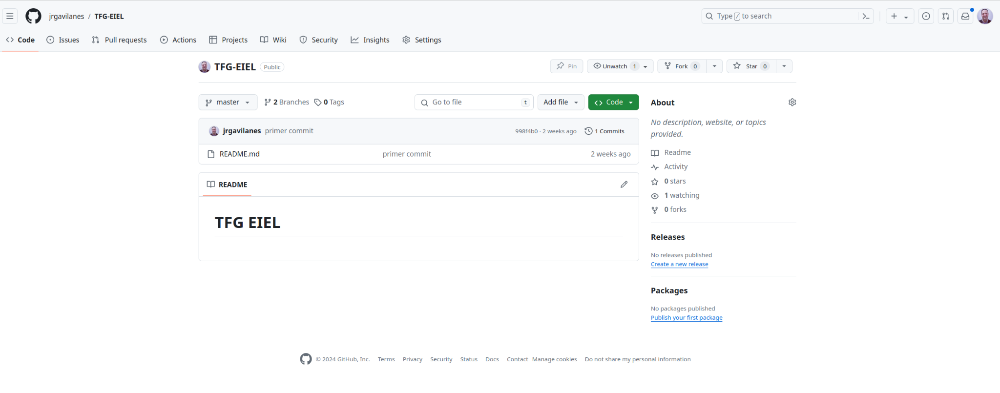 jrgavilanes / TFG-EIEL
Type / to search
Code Issues Pull requests Actions Projects Wiki Security Insights Settings
TFG-EIEL Public
Pin Unwatch 1 Fork 0 Star 0
master 2 Branches 0 Tags
Go to file t Add file Code
jrgavilanes primer commit 998f4b0 · 2 weeks ago 1 Commits
README.md primer commit 2 weeks ago
README
TFG EIEL
About
No description, website, or topics
provided.
Readme
Activity
0 stars
1 watching
0 forks
Releases
No releases published
Create a new release
Packages
No packages published
Publish your first package
© 2024 GitHub, Inc. Terms Privacy Security Status Docs Contact Manage cookies Do not share my personal information